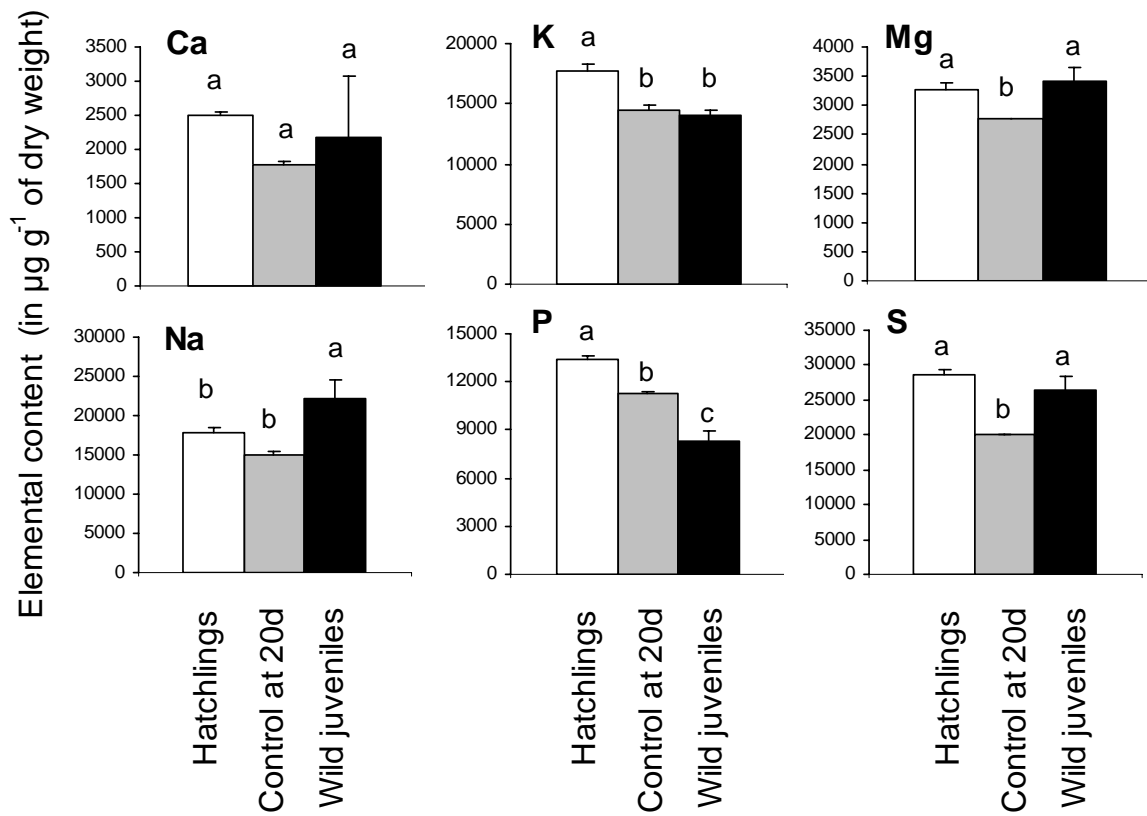 Elemental content (in µg g-1 of dry weight)
Ca
3500
3000
2500
2000
1500
1000
500
0
a
a
a
K
20000
15000
10000
5000
0
a
b
b
Mg
4000
3500
3000
2500
2000
1500
1000
500
0
a
b
a
Na
30000
25000
20000
15000
10000
5000
0
b
b
a
P
15000
12000
9000
6000
3000
0
a
b
c
S
35000
30000
25000
20000
15000
10000
5000
0
a
b
a
Hatchlings
Control at 20d
Wild juveniles
Hatchlings
Control at 20d
Wild juveniles
Hatchlings
Control at 20d
Wild juveniles